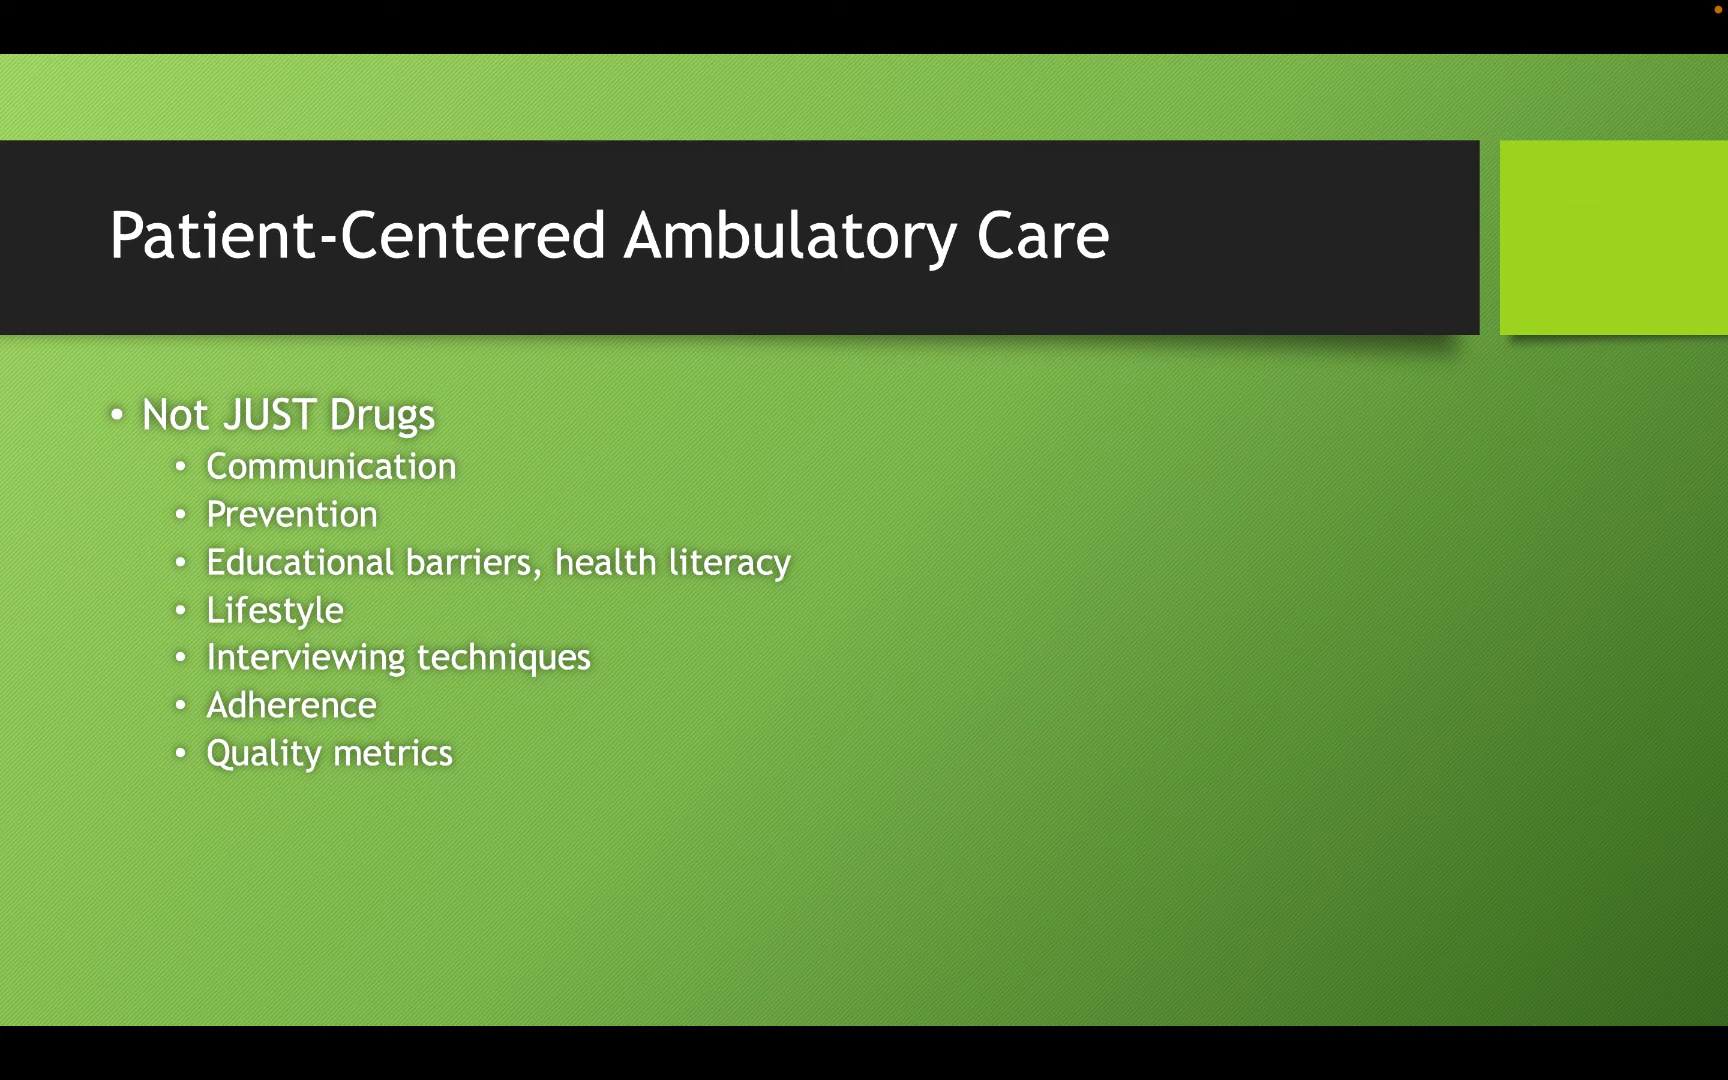 Patient-Centered Ambulatory Care
• Not JUST Drugs
• Communication
• Prevention
• Educational barriers, health literacy
• Lifestyle
• Interviewing techniques
• Adherence
• Quality metrics